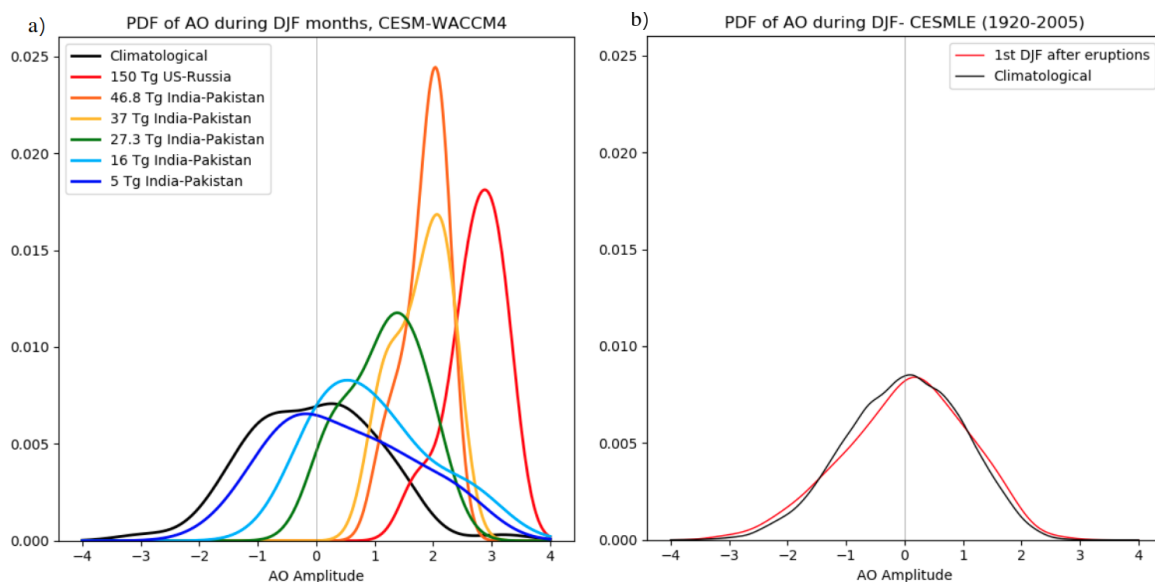 a)
PDF of AO during DJF months, CESM-WACCM4
0.025
0.020
0.015
0.010
0.005
0.000
Climatological
150 Tg US-Russia
46.8 Tg India-Pakistan
37 Tg India-Pakistan
27.3 Tg India-Pakistan
16 Tg India-Pakistan
5 Tg India-Pakistan
−4 −3 −2 −1 0 1 2 3 4
AO Amplitude
b)
PDF of AO during DJF- CESMLE (1920-2005)
0.025
0.020
0.015
0.010
0.005
0.000
1st DJF after eruptions
Climatological
−4 −3 −2 −1 0 1 2 3 4
AO Amplitude